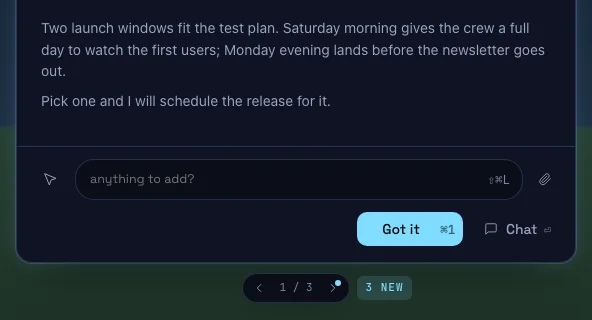 Two launch windows fit the test plan. Saturday morning gives the crew a full
day to watch the first users; Monday evening lands before the newsletter goes
out.
Pick one and I will schedule the release for it.
anything to add? ⇧⌘L
Got it ⌘1 Chat ⏎
1 / 3 3 NEW